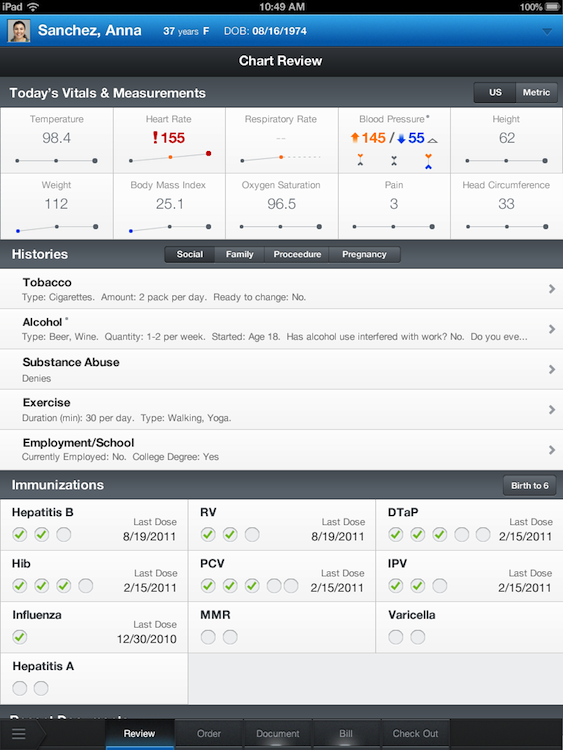 iPad 10:49 AM 100%
Sanchez, Anna 37 years F DOB: 08/16/1974
Chart Review
Today's Vitals & Measurements US Metric
Temperature Heart Rate Respiratory Rate Blood Pressure* Height
98.4 !155 -- 145 / 55 62
Weight Body Mass Index Oxygen Saturation Pain Head Circumference
112 25.1 96.5 3 33
Histories Social Family Proceedure Pregnancy
Tobacco
Type: Cigarettes. Amount: 2 pack per day. Ready to change: No.
Alcohol *
Type: Beer, Wine. Quantity: 1-2 per week. Started: Age 18. Has alcohol use interfered with work? No. Do you eve...
Substance Abuse
Denies
Exercise
Duration (min): 30 per day. Type: Walking, Yoga.
Employment/School
Currently Employed: No. College Degree: Yes
Immunizations Birth to 6
Hepatitis B RV DTaP
Last Dose Last Dose Last Dose
8/19/2011 8/19/2011 2/15/2011
Hib PCV IPV
Last Dose Last Dose Last Dose
2/15/2011 2/15/2011 2/15/2011
Influenza MMR Varicella
Last Dose
12/30/2010
Hepatitis A
Review Order Document Bill Check Out